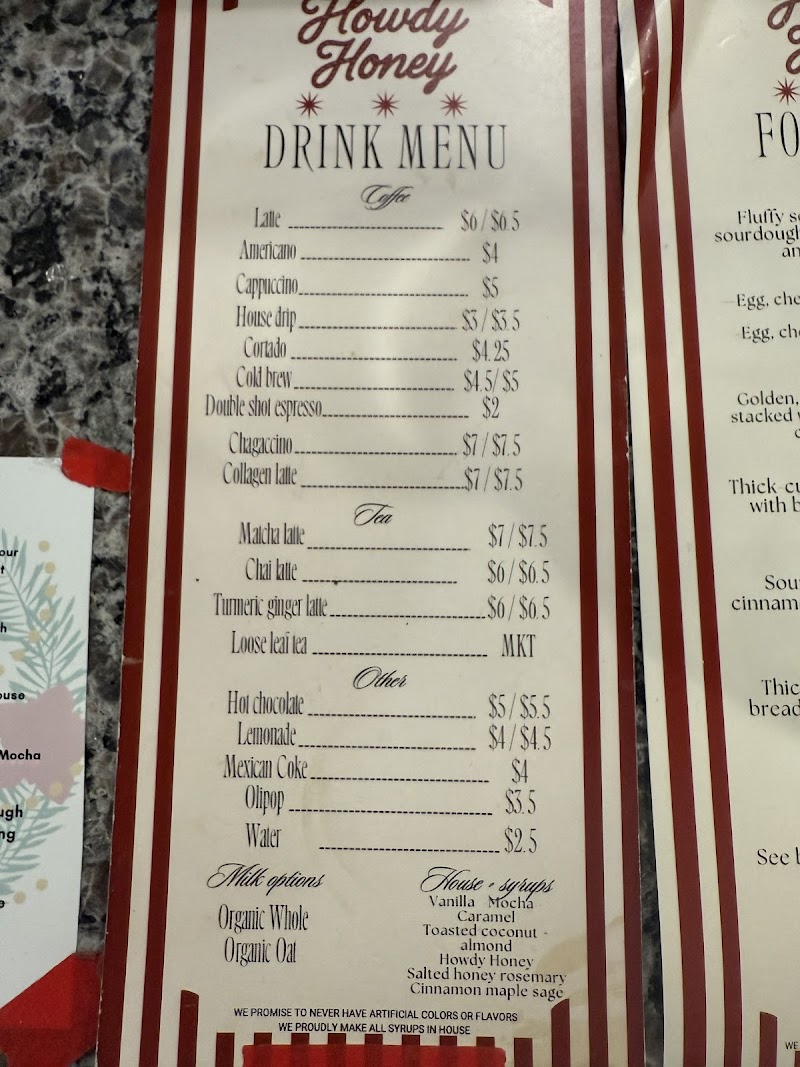 Howdy
Honey
DRINK MENU
Coffee
Latte $6 / $6.5
Americano $4
Cappuccino $5
House drip $3 / $3.5
Cortado $4.25
Cold brew $4.5 / $5
Double shot espresso $2
Chagaccino $7 / $7.5
Collagen latte $7 / $7.5
Tea
Matcha latte $7 / $7.5
Chai latte $6 / $6.5
Turmeric ginger latte $6 / $6.5
Loose leaf tea MKT
Other
Hot chocolate $5 / $5.5
Lemonade $4 / $4.5
Mexican Coke $4
Olipop $3.5
Water $2.5
Milk options
Organic Whole
Organic Oat
House - syrups
Vanilla Mocha
Caramel
Toasted coconut -
almond
Howdy Honey
Salted honey rosemary
Cinnamon maple sage
WE PROMISE TO NEVER HAVE ARTIFICIAL COLORS OR FLAVORS
WE PROUDLY MAKE ALL SYRUPS IN HOUSE
FO
Fluffy
sourdough
an
Egg,
Egg,
Golden,
stacked
Thick
with b
cinnam
Thic
bread
See b
WE
our
t
h
ouse
Mocha
ugh
ng
e